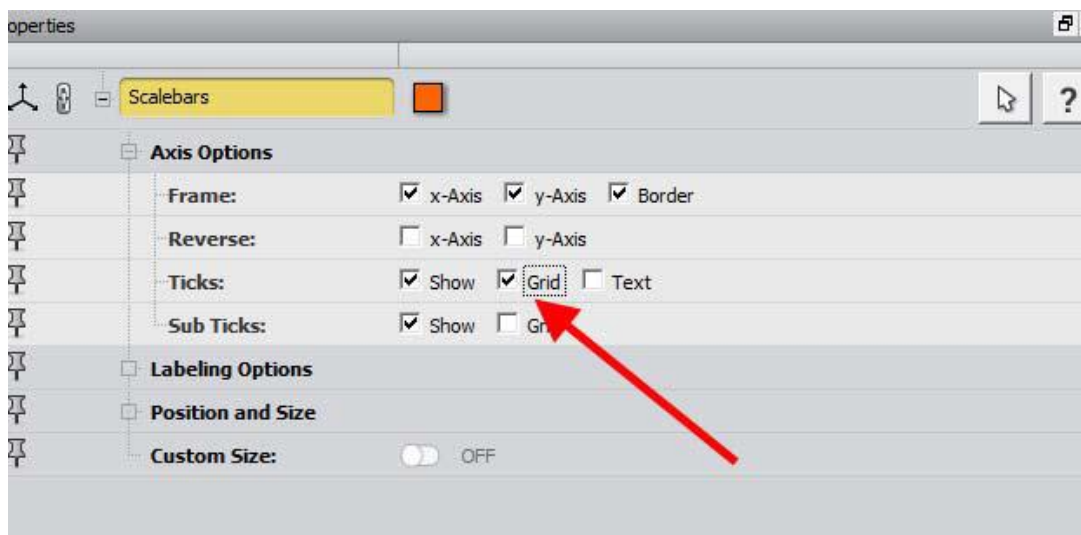 operties
Scalebars
?
Axis Options
Frame: x-Axis y-Axis Border
Reverse: x-Axis y-Axis
Ticks: Show Grid Text
Sub Ticks: Show
Labeling Options
Position and Size
Custom Size: OFF